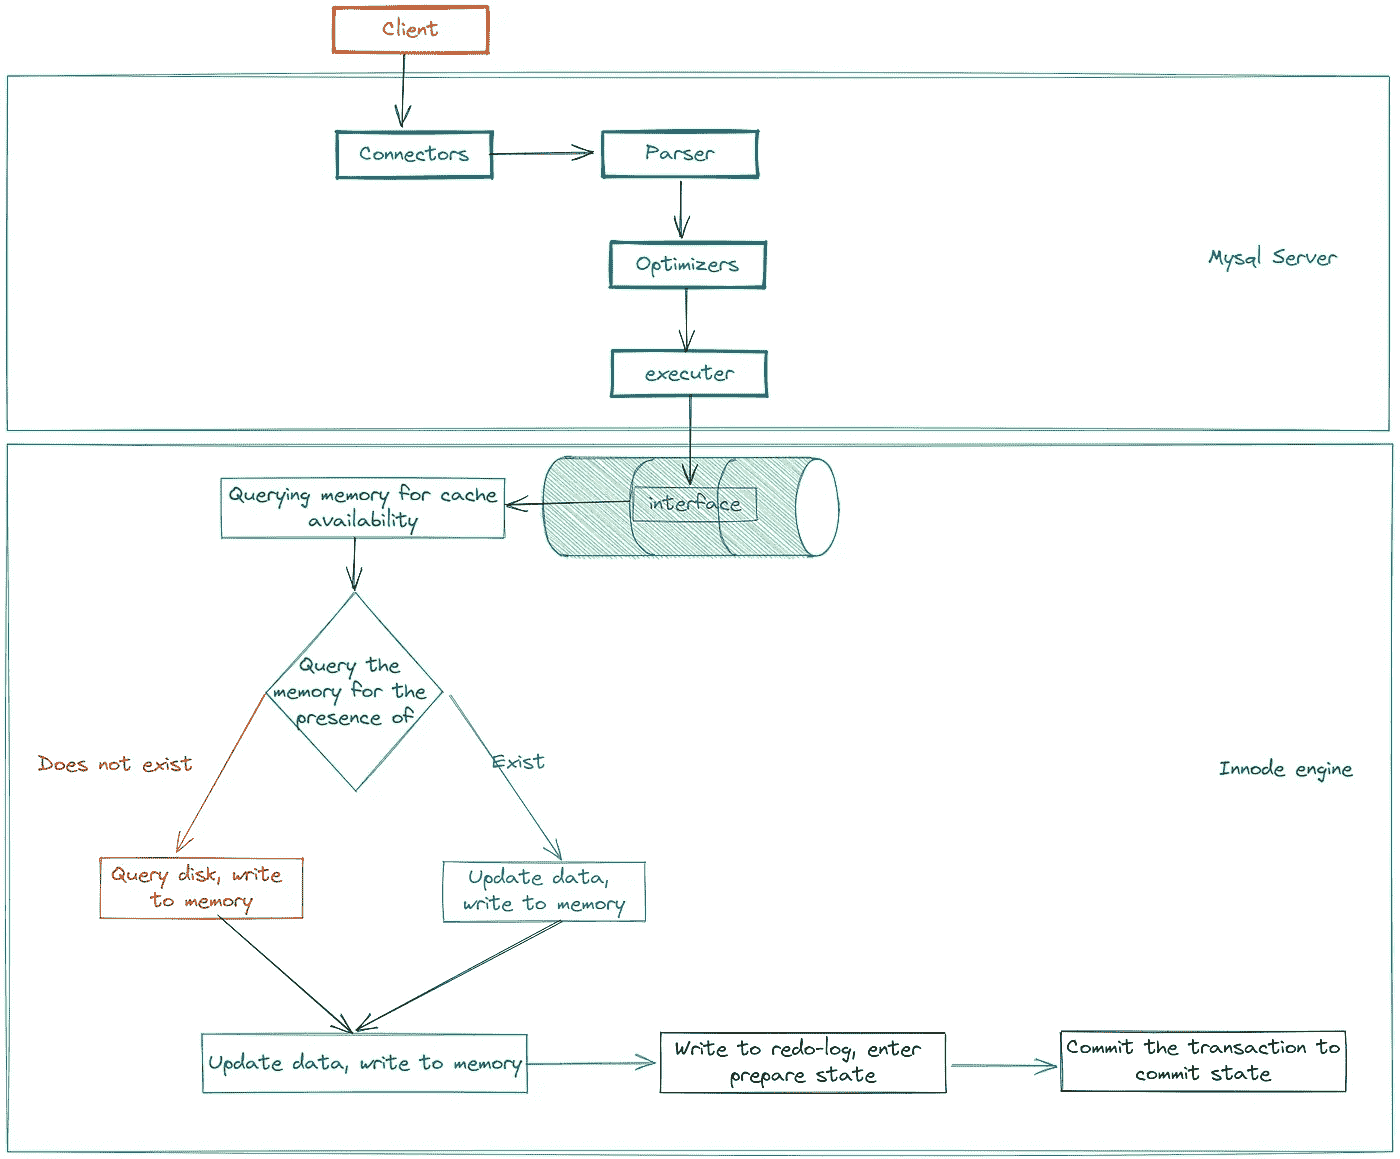 Client
Connectors
Parser
Optimizers
Mysql Server
executer
interface
Querying memory for cache
availability
Query the
memory for the
presence of
Does not exist
Exist
Innode engine
Query disk, write
to memory
Update data,
write to memory
Update data, write to memory
Write to redo-log, enter
prepare state
Commit the transaction to
commit state